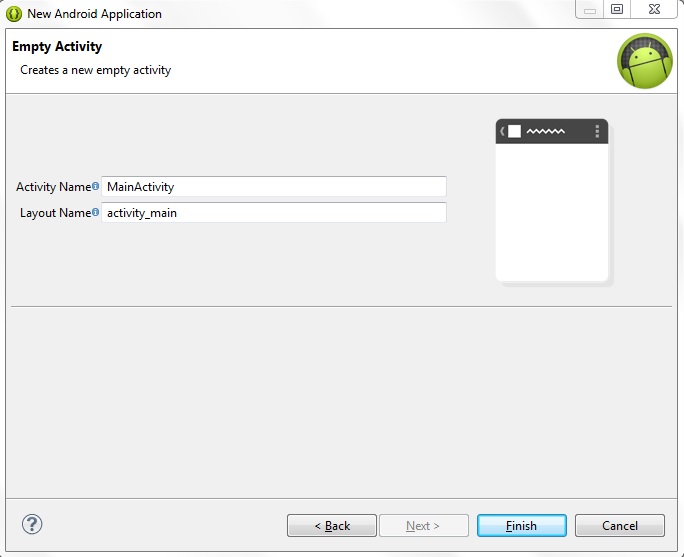 New Android Application
Empty Activity
Creates a new empty activity
Activity Name MainActivity
Layout Name activity_main
< Back Next > Finish Cancel